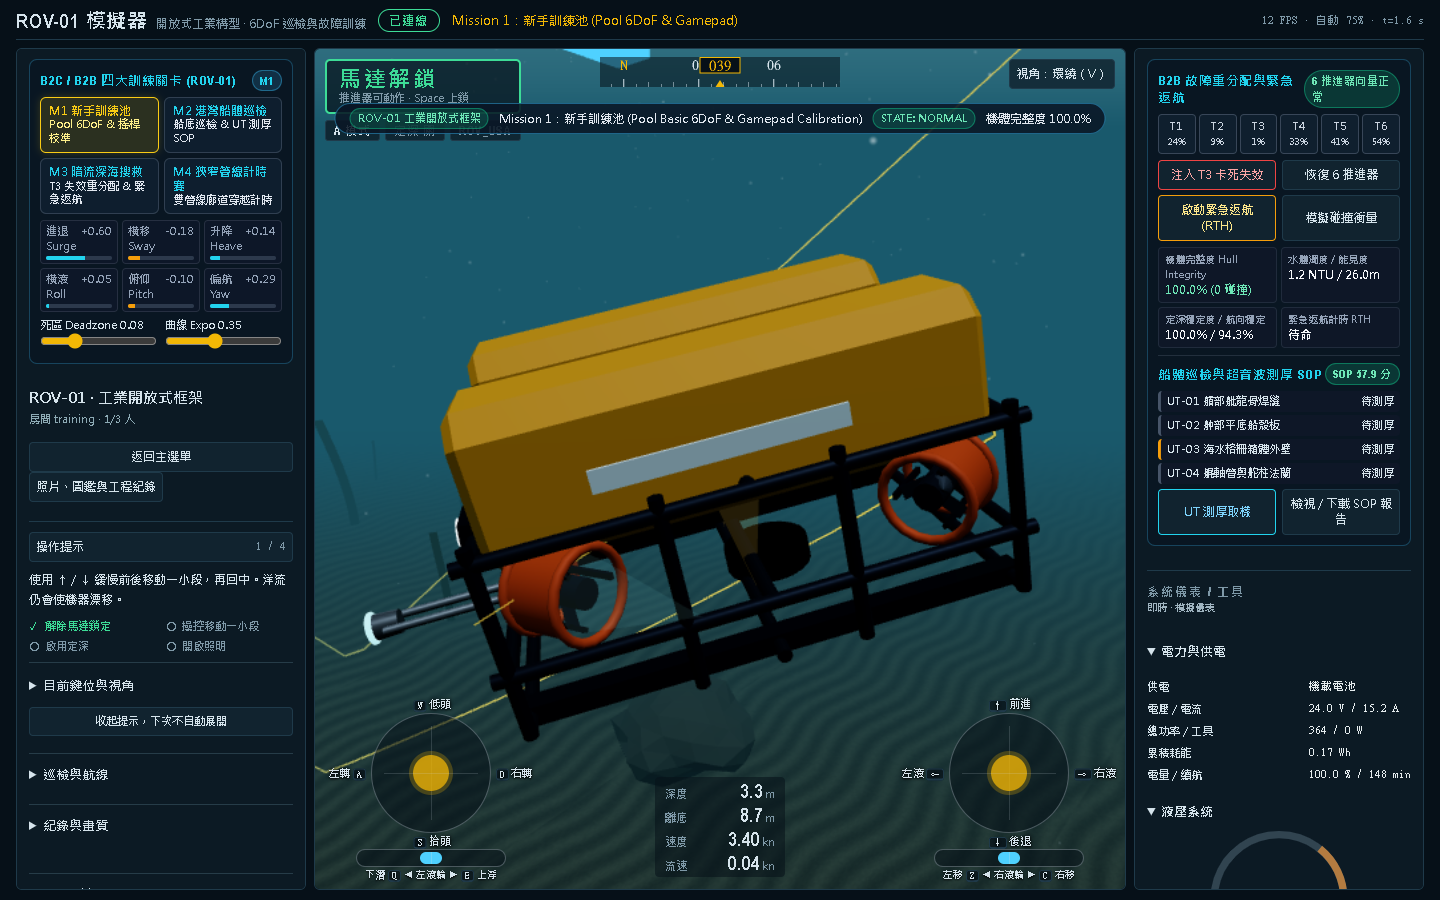 ROV-01 模擬器
開放式工業構型 · 6DoF 巡檢與故障訓練
已連線
Mission 1：新手訓練池 (Pool 6DoF & Gamepad)
12 FPS · 自動 75% · t=1.6 s
B2C / B2B 四大訓練關卡 (ROV-01)
M1
M1 新手訓練池
Pool 6DoF & 搖桿
校準
M2 港灣船體巡檢
船底巡檢 & UT 測厚
SOP
M3 暗流深海搜救
T3 失效重分配 & 緊
急返航
M4 狹窄管線計時
賽
雙管線廊道穿越計時
進退 +0.60
Surge
橫移 -0.18
Sway
升降 +0.14
Heave
橫滾 +0.05
Roll
俯仰 -0.10
Pitch
偏航 +0.29
Yaw
死區 Deadzone 0.08
曲線 Expo 0.35
ROV-01 · 工業開放式框架
房間 training · 1/3 人
返回主選單
照片、圖鑑與工程紀錄
操作提示
1 / 4
使用 ↑ / ↓ 緩慢前後移動一小段，再回中。洋流
仍會使機器漂移。
✓ 解除馬達鎖定
○ 操控移動一小段
○ 啟用定深
○ 開啟照明
▶ 目前鍵位與視角
收起提示，下次不自動展開
▶ 巡檢與航線
▶ 紀錄與畫質
馬達解鎖
推進器可動作 · Space 上鎖
N
0
039
06
視角：環繞 ( V )
ROV-01 工業開放式框架
Mission 1：新手訓練池 (Pool Basic 6DoF & Gamepad Calibration)
STATE: NORMAL
機體完整度 100.0%
W 低頭
左轉 A
D 右轉
S 抬頭
下潛 Q ◀ 左滾輪 ▶ E 上浮
深度 3.3 m
離底 8.7 m
速度 3.40 kn
流速 0.04 kn
↑ 前進
左滾 ←
→ 右滾
↓ 後退
左移 Z ◀ 右滾輪 ▶ C 右移
B2B 故障重分配與緊急
返航
6 推進器向量正
常
T1
24%
T2
9%
T3
1%
T4
33%
T5
41%
T6
54%
注入 T3 卡死失效
恢復 6 推進器
啟動緊急返航
(RTH)
模擬碰撞衝量
機體完整度 Hull
Integrity
100.0% (0 碰撞)
水體濁度 / 能見度
1.2 NTU / 26.0m
定深穩定度 / 航向穩定
100.0% / 94.3%
緊急返航計時 RTH
待命
船體巡檢與超音波測厚 SOP
SOP 57.9 分
UT-01 艏部龍骨焊縫 待測厚
UT-02 舯部平底船殼板 待測厚
UT-03 海水格柵箱體外壁 待測厚
UT-04 艉軸管與舵柱法蘭 待測厚
UT 測厚取樣
檢視 / 下載 SOP 報
告
系統儀表 / 工具
即時 · 模擬儀表
▼ 電力與供電
供電 機載電池
電壓 / 電流 24.0 V / 15.2 A
總功率 / 工具 364 / 0 W
累積耗能 0.17 Wh
電量 / 續航 100.0 % / 148 min
▼ 液壓系統